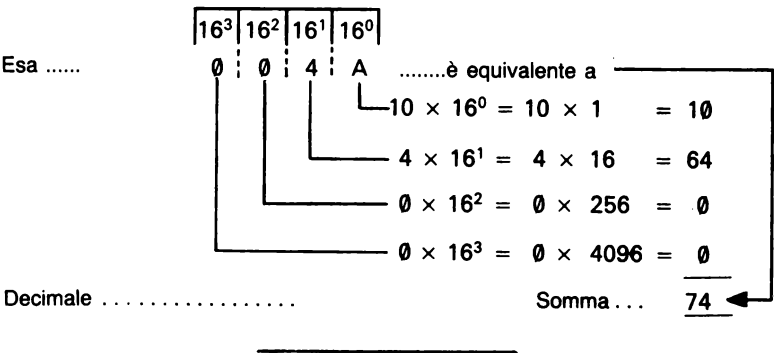 16³ 16² 16¹ 16⁰
Esa ...... 0 0 4 A ........è equivalente a
10 × 16⁰ = 10 × 1 = 10
4 × 16¹ = 4 × 16 = 64
0 × 16² = 0 × 256 = 0
0 × 16³ = 0 × 4096 = 0
Decimale .................. Somma ... 74